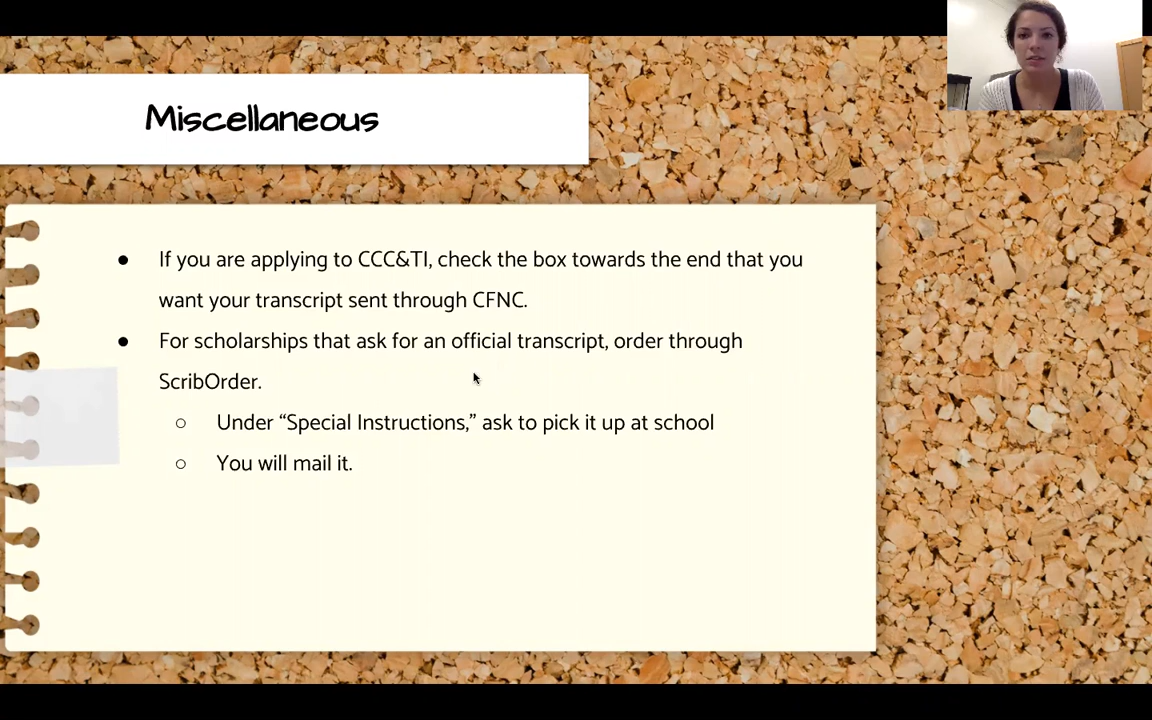 Miscellaneous
● If you are applying to CCC&TI, check the box towards the end that you
want your transcript sent through CFNC.
● For scholarships that ask for an official transcript, order through
ScribOrder.
○ Under “Special Instructions,” ask to pick it up at school
○ You will mail it.